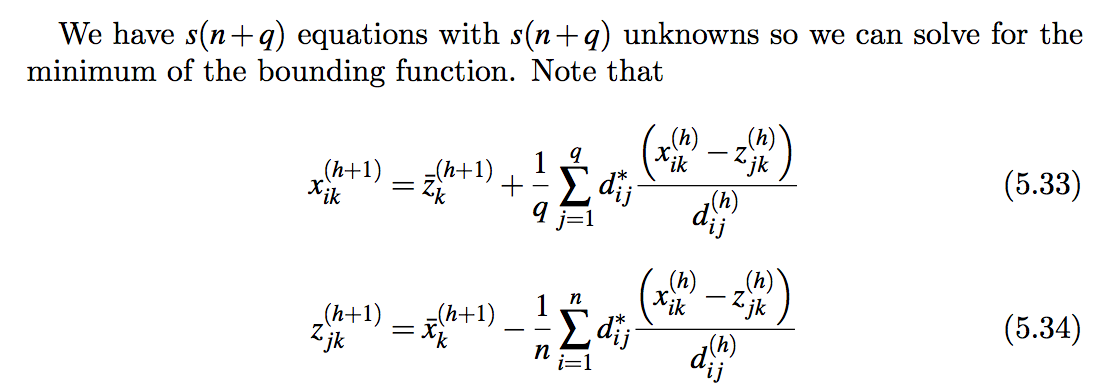 We have s(n+q) equations with s(n+q) unknowns so we can solve for the
minimum of the bounding function. Note that
x_{ik}^{(h+1)} = \bar{z}_k^{(h+1)} + \frac{1}{q} \sum_{j=1}^{q} d_{ij}^* \frac{\left(x_{ik}^{(h)} - z_{jk}^{(h)}\right)}{d_{ij}^{(h)}} (5.33)
z_{jk}^{(h+1)} = \bar{x}_k^{(h+1)} - \frac{1}{n} \sum_{i=1}^{n} d_{ij}^* \frac{\left(x_{ik}^{(h)} - z_{jk}^{(h)}\right)}{d_{ij}^{(h)}} (5.34)